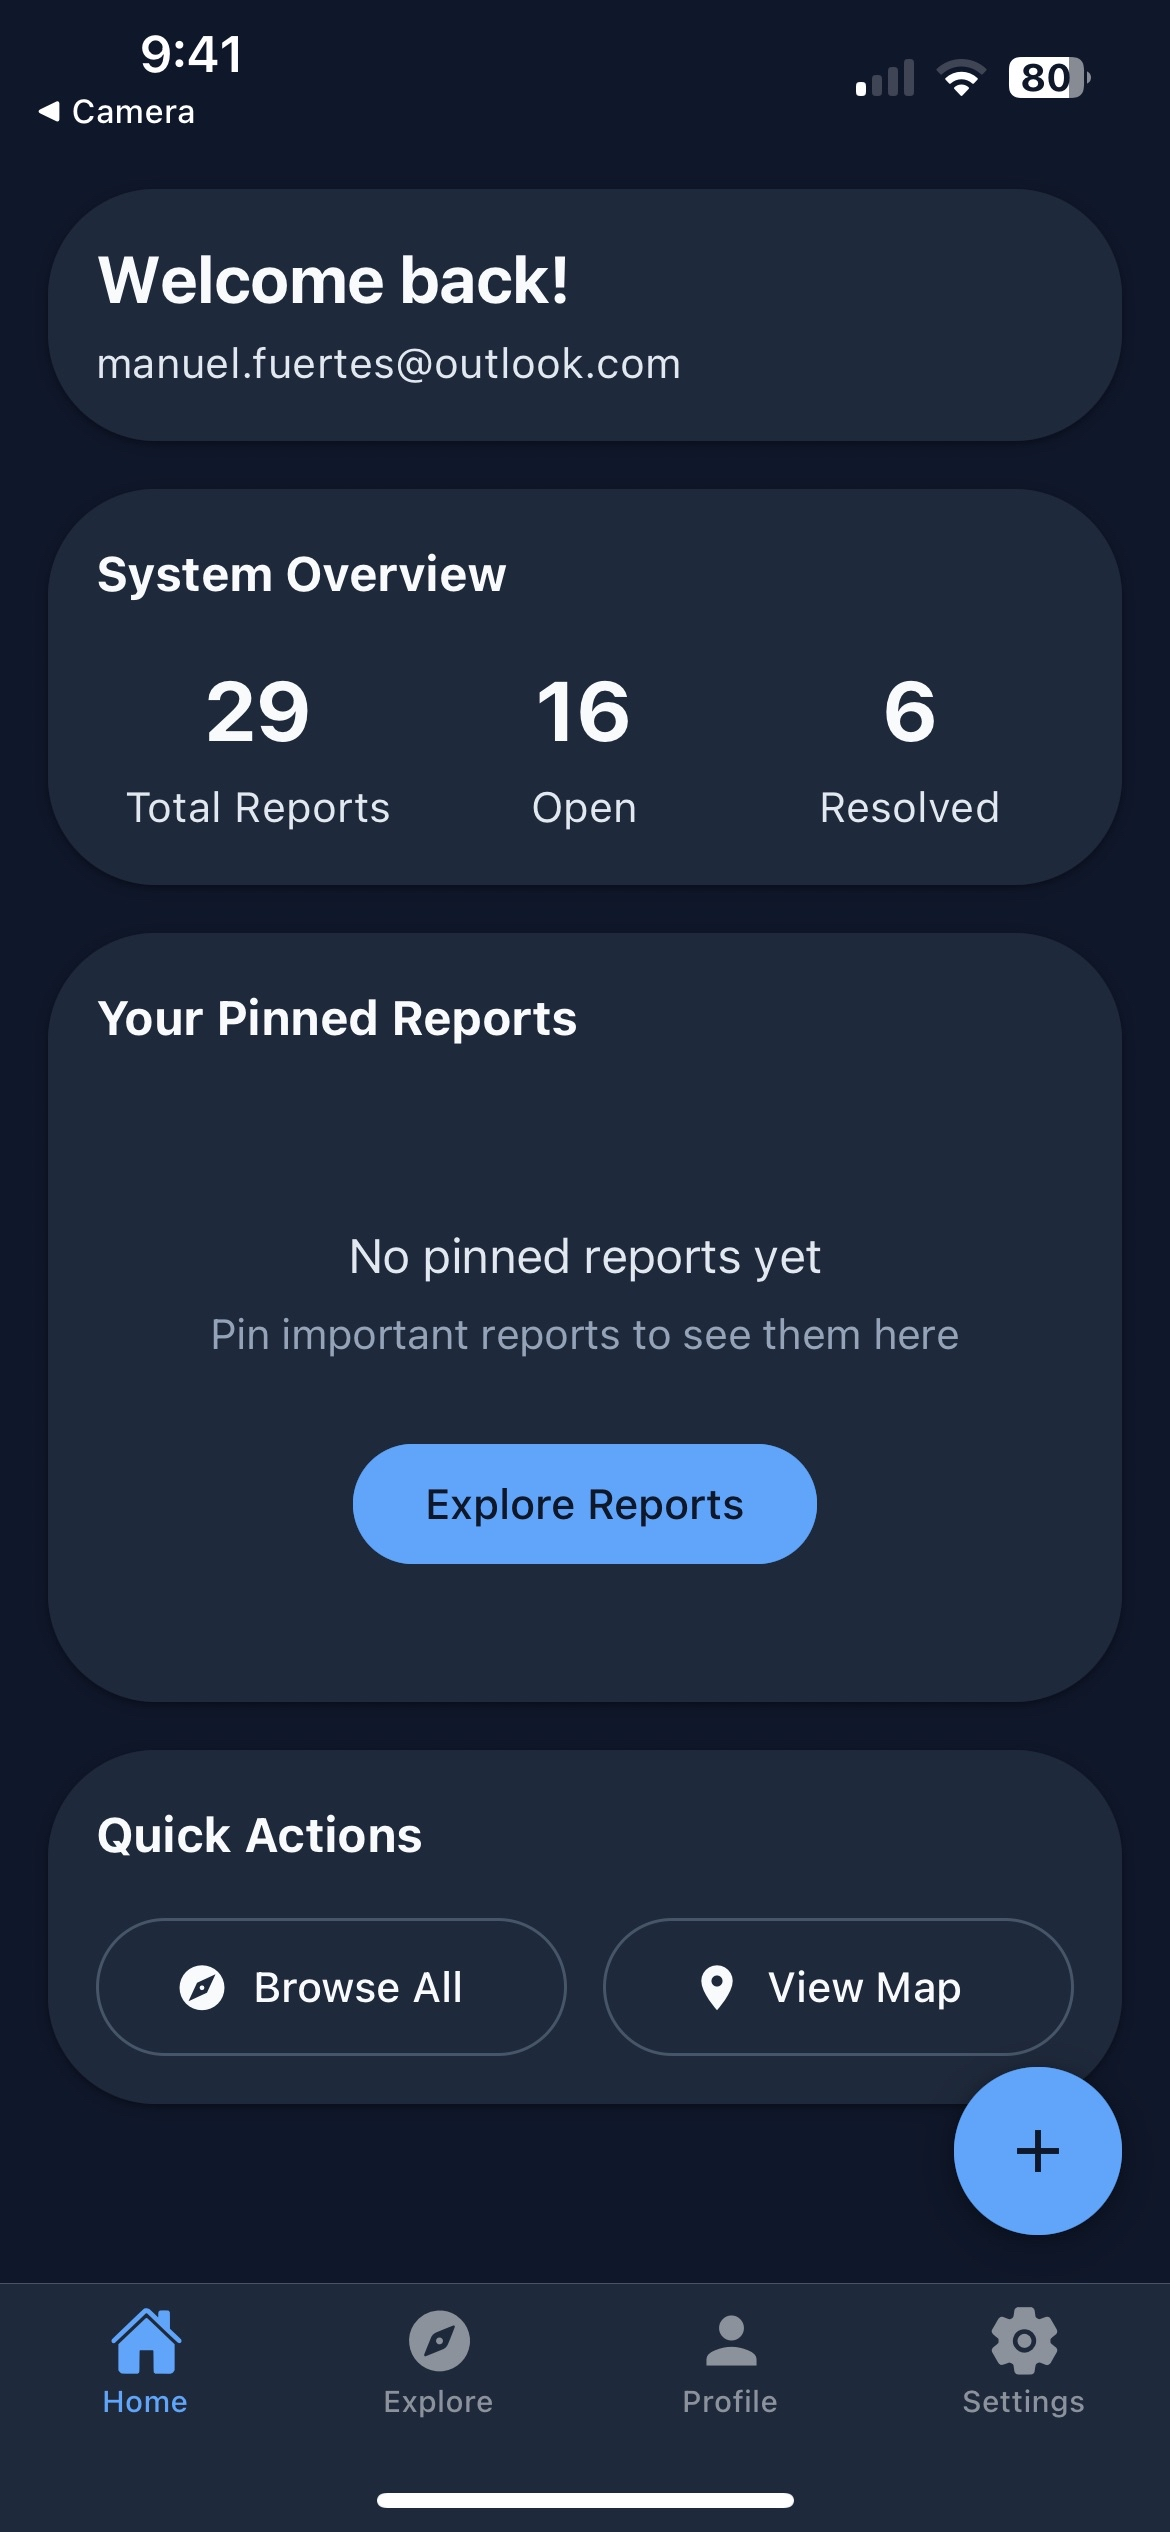 9:41
Camera
80
Welcome back!
manuel.fuertes@outlook.com
System Overview
29 16 6
Total Reports Open Resolved
Your Pinned Reports
No pinned reports yet
Pin important reports to see them here
Explore Reports
Quick Actions
Browse All View Map
+
Home Explore Profile Settings